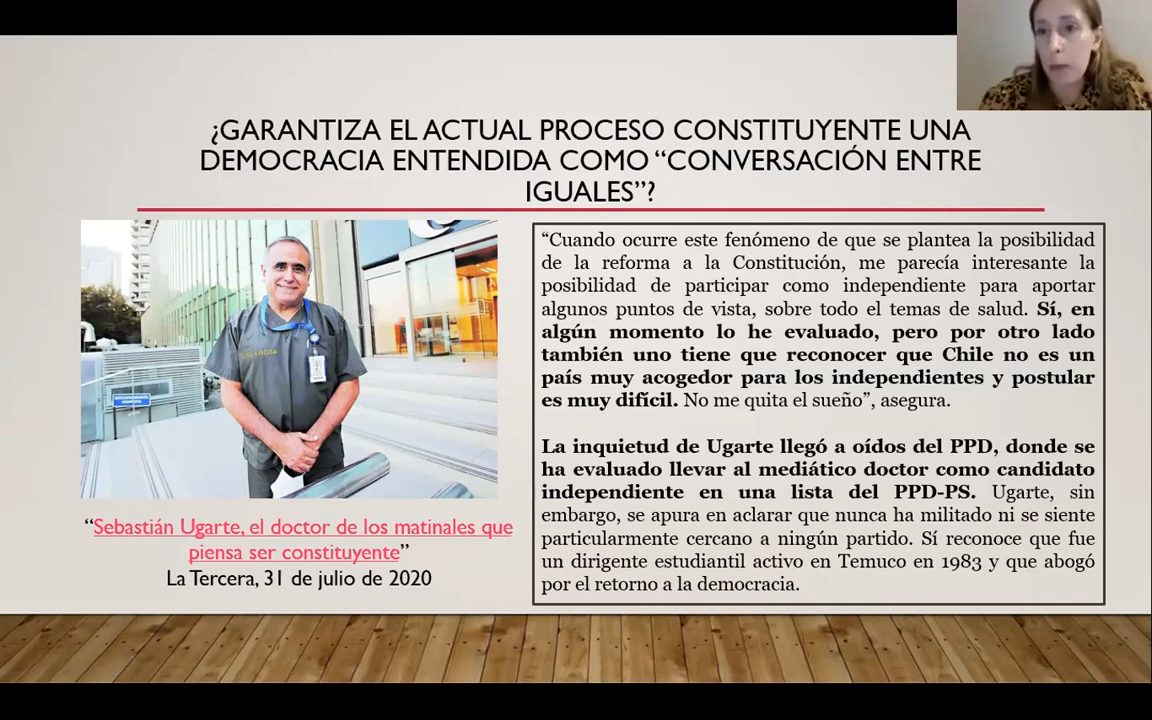 ¿GARANTIZA EL ACTUAL PROCESO CONSTITUYENTE UNA
DEMOCRACIA ENTENDIDA COMO “CONVERSACIÓN ENTRE
IGUALES”?
“Cuando ocurre este fenómeno de que se plantea la posibilidad
de la reforma a la Constitución, me parecía interesante la
posibilidad de participar como independiente para aportar
algunos puntos de vista, sobre todo el temas de salud. Sí, en
algún momento lo he evaluado, pero por otro lado
también uno tiene que reconocer que Chile no es un
país muy acogedor para los independientes y postular
es muy difícil. No me quita el sueño”, asegura.
La inquietud de Ugarte llegó a oídos del PPD, donde se
ha evaluado llevar al mediático doctor como candidato
independiente en una lista del PPD-PS. Ugarte, sin
embargo, se apura en aclarar que nunca ha militado ni se siente
particularmente cercano a ningún partido. Sí reconoce que fue
un dirigente estudiantil activo en Temuco en 1983 y que abogó
por el retorno a la democracia.
“Sebastián Ugarte, el doctor de los matinales que
piensa ser constituyente”
La Tercera, 31 de julio de 2020